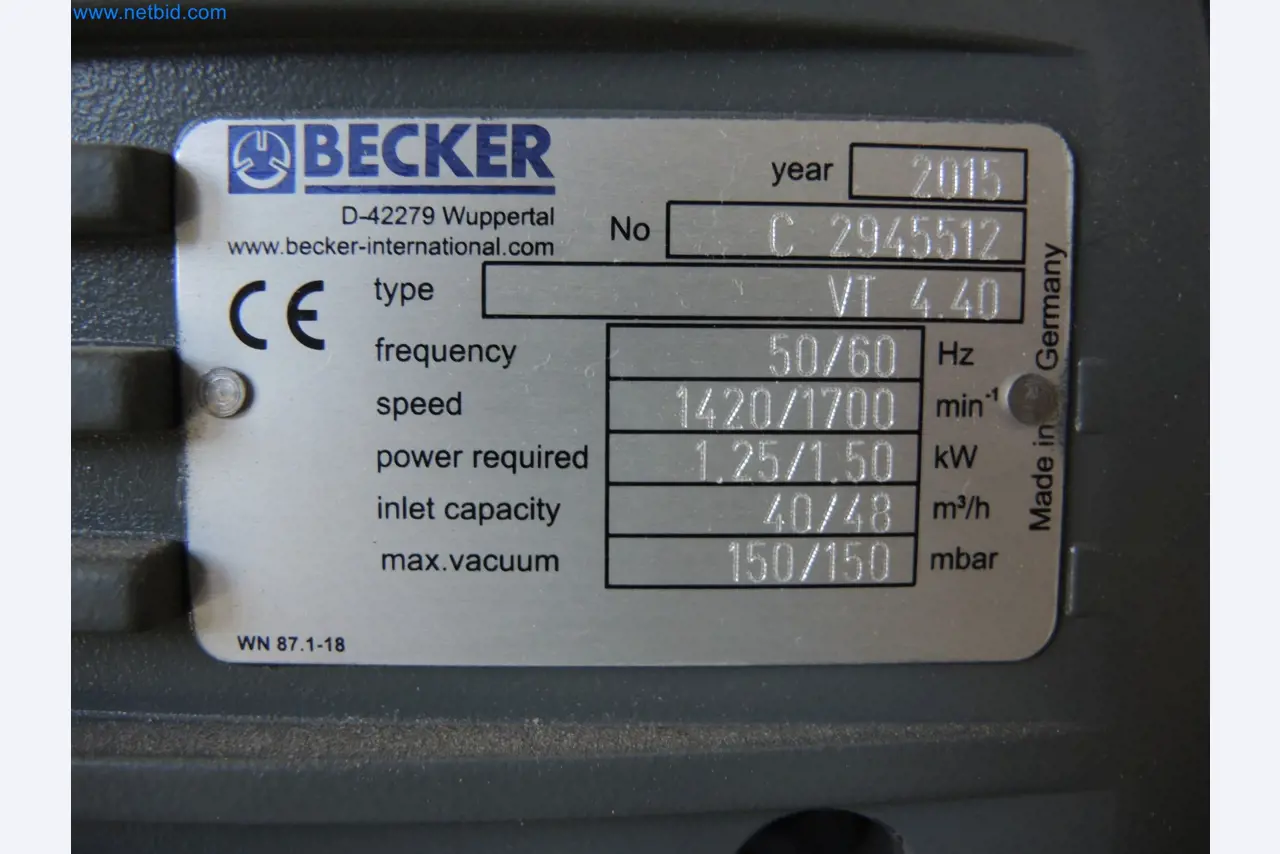 www.netbid.com
BECKER
D-42279 Wuppertal
www.becker-international.com
year 2015
No C 2945512
CE
type VT 4.40
frequency 50/60 Hz
speed 1420/1700 min⁻¹
power required 1.25/1.50 kW
inlet capacity 40/48 m³/h
max.vacuum 150/150 mbar
Made in Germany
WN 87.1-18